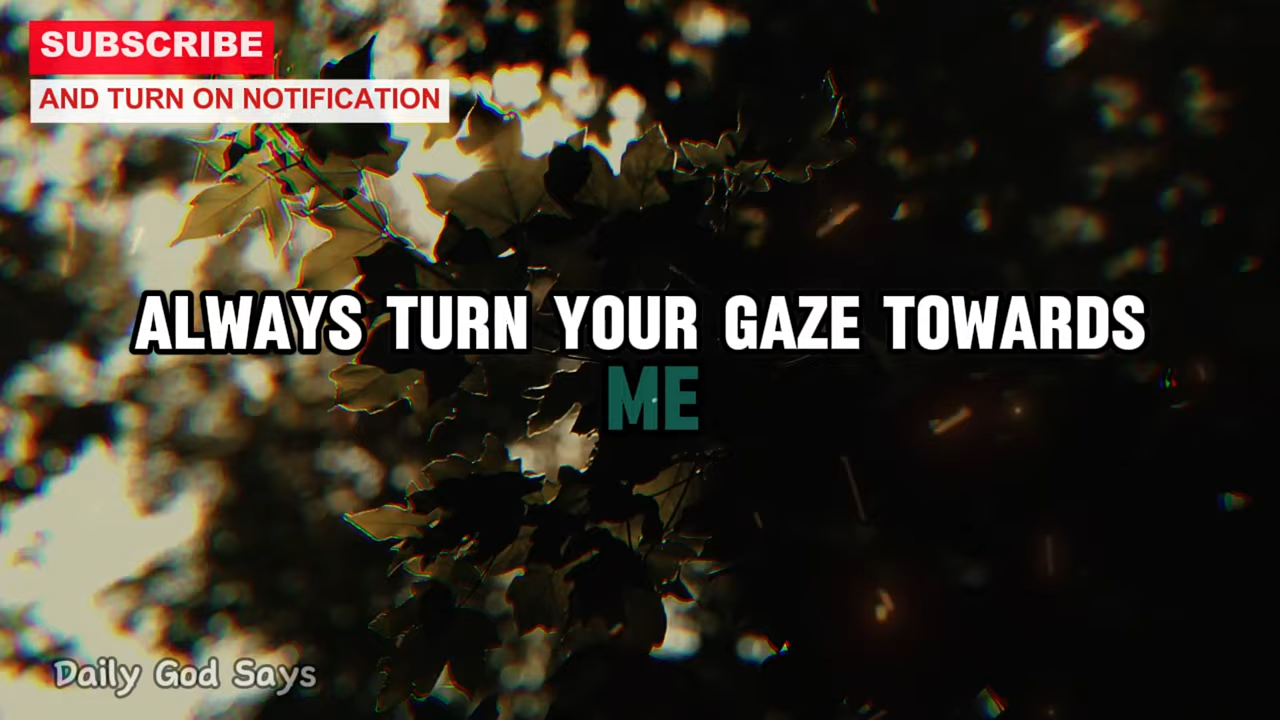 SUBSCRIBE
AND TURN ON NOTIFICATION
ALWAYS TURN YOUR GAZE TOWARDS
ME
Daily God Says